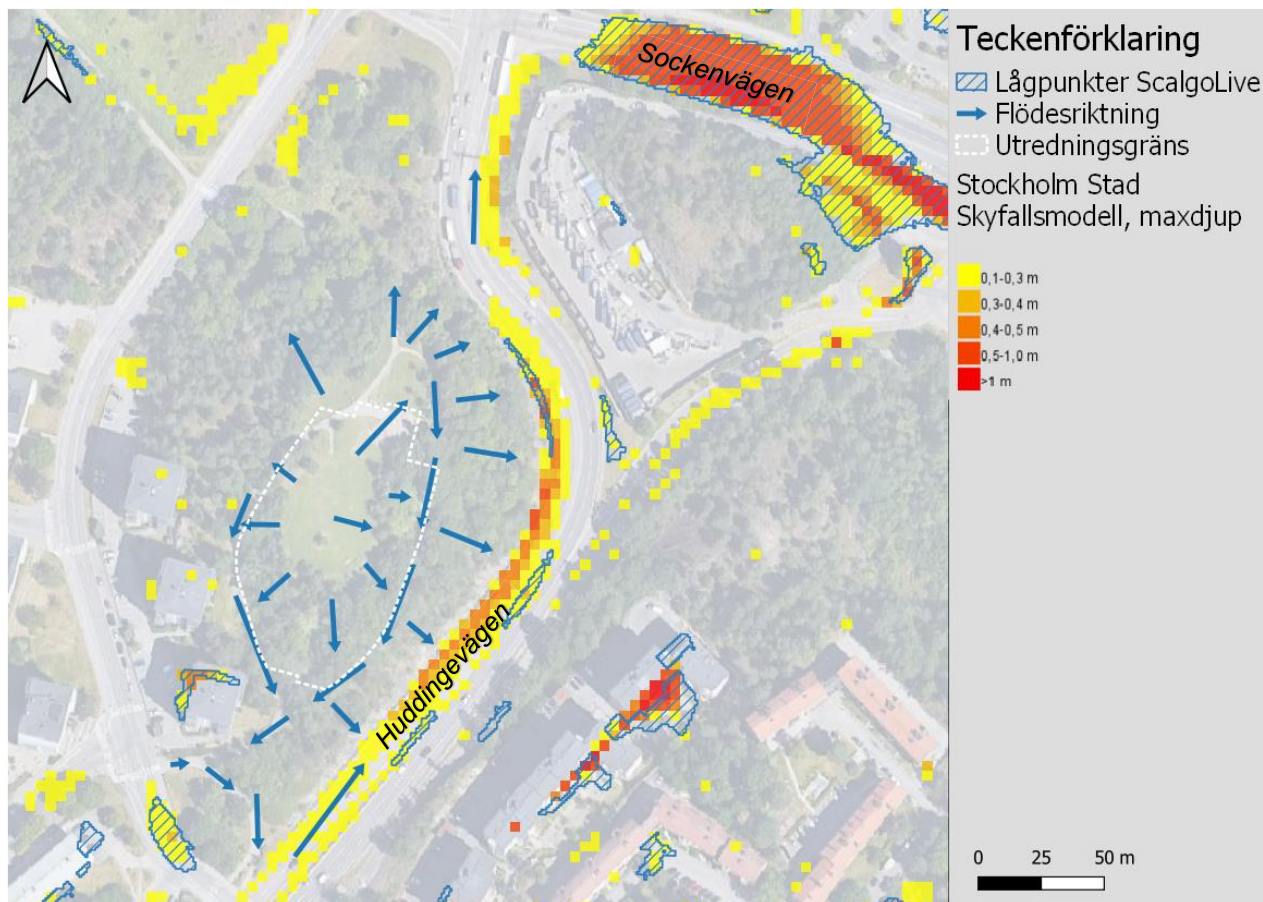 Sockenvägen
Huddingevägen
Teckenförklaring
Lågpunkter ScalgoLive
Flödesriktning
Utredningsgräns
Stockholm Stad
Skyfallsmodell, maxdjup
0,1-0,3 m
0,3-0,4 m
0,4-0,5 m
0,5-1,0 m
>1 m
0 25 50 m